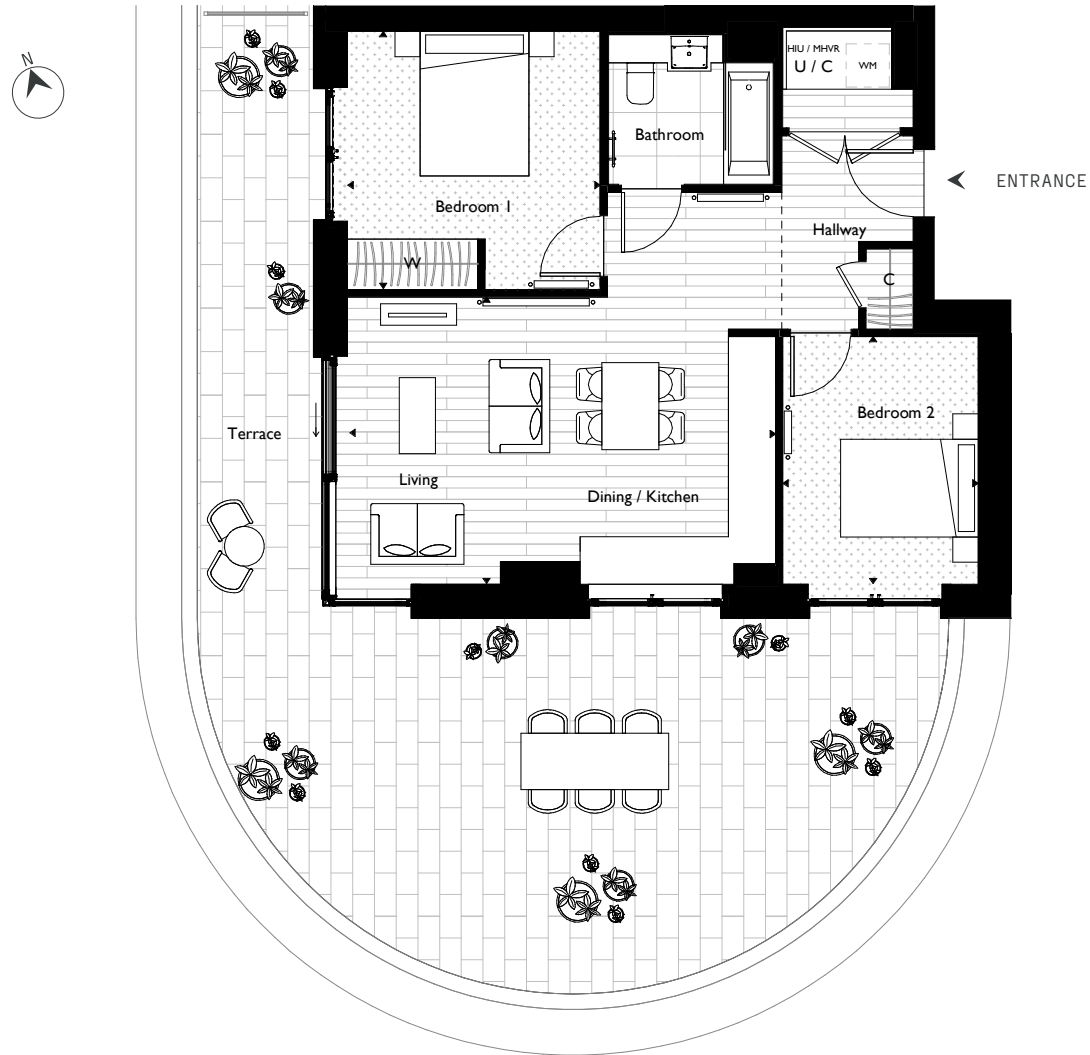 N
HIU / MHVR
U / C
WM
Bathroom
ENTRANCE
Bedroom 1
Hallway
W
C
Bedroom 2
Terrace
Living
Dining / Kitchen